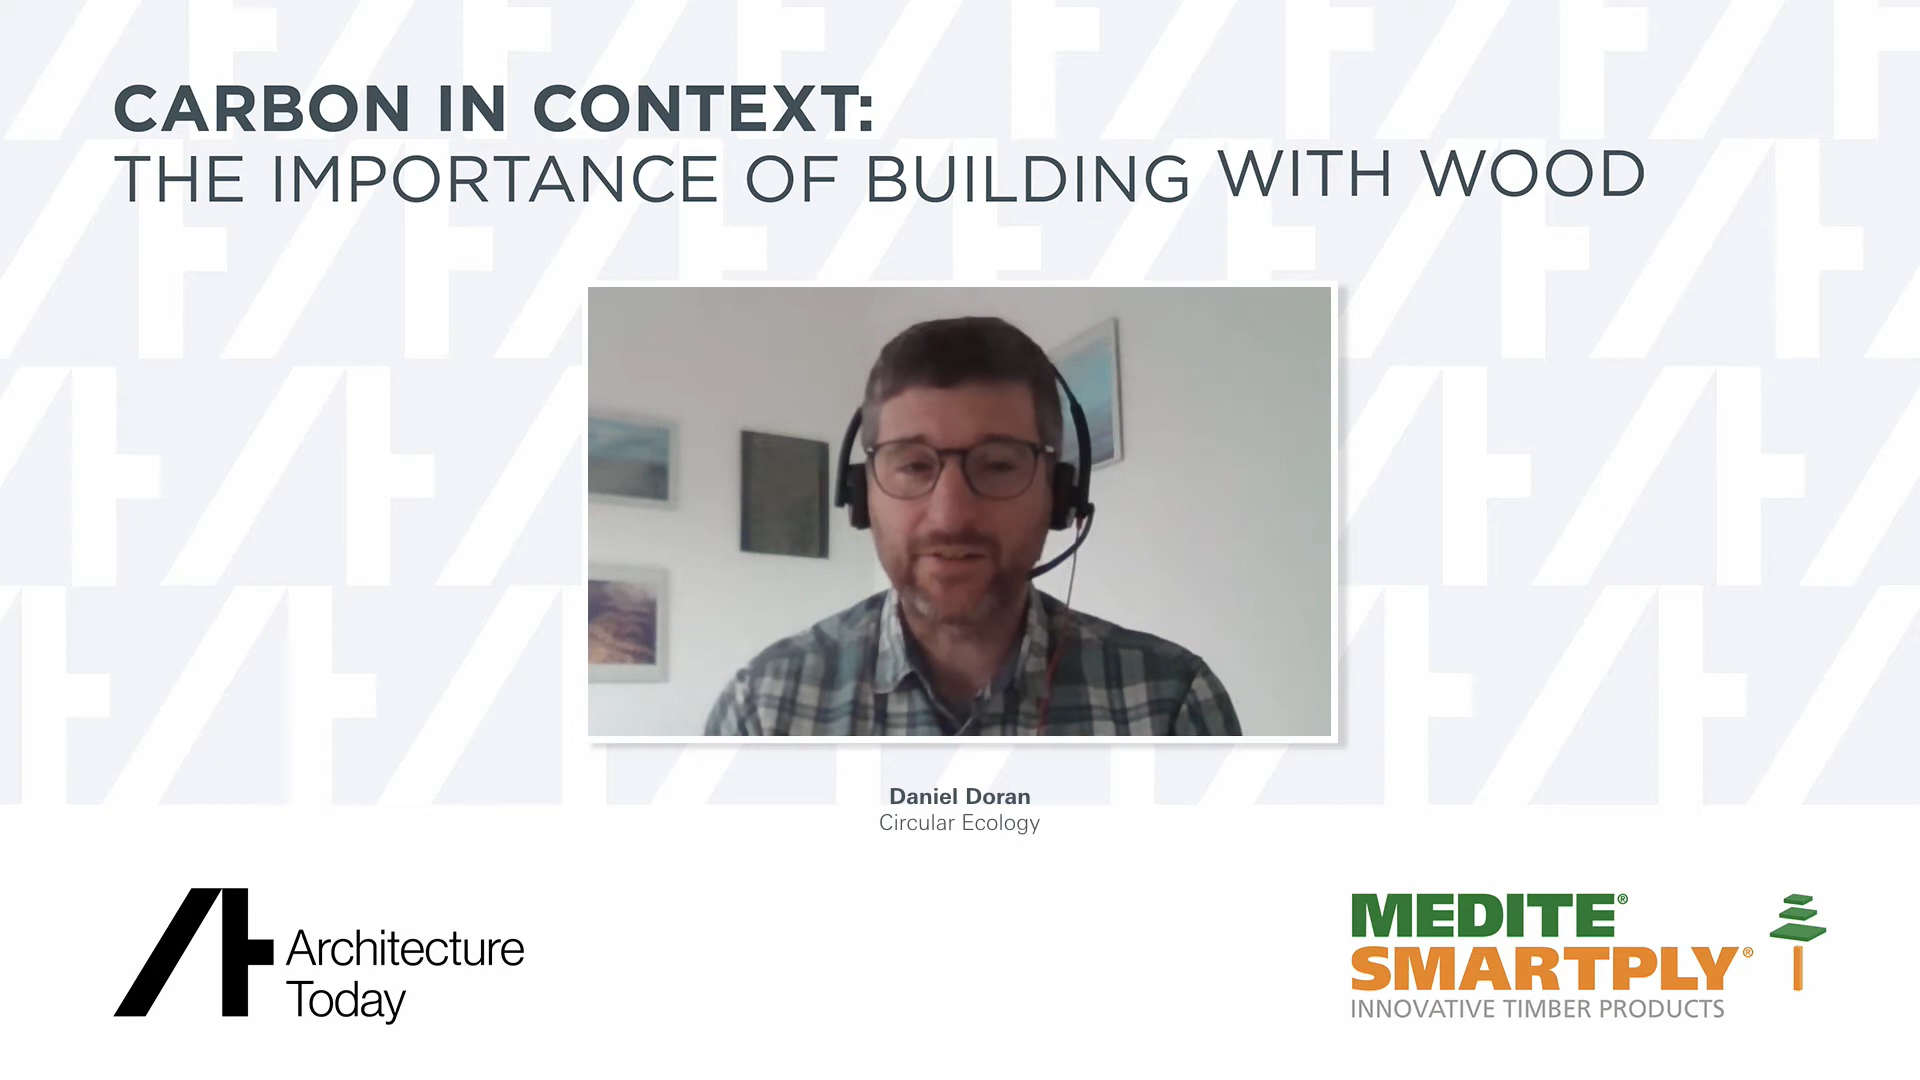 CARBON IN CONTEXT:
THE IMPORTANCE OF BUILDING WITH WOOD
Daniel Doran
Circular Ecology
Architecture
Today
MEDITE®
SMARTPLY®
INNOVATIVE TIMBER PRODUCTS